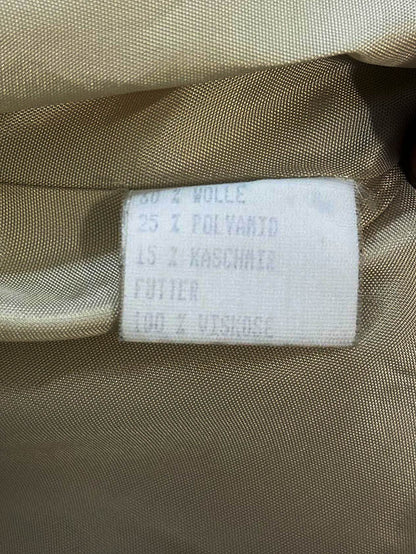 60 % WOLLE
25 % POLYAMID
15 % KASCHMIR
FUTTER
100 % VISKOSE